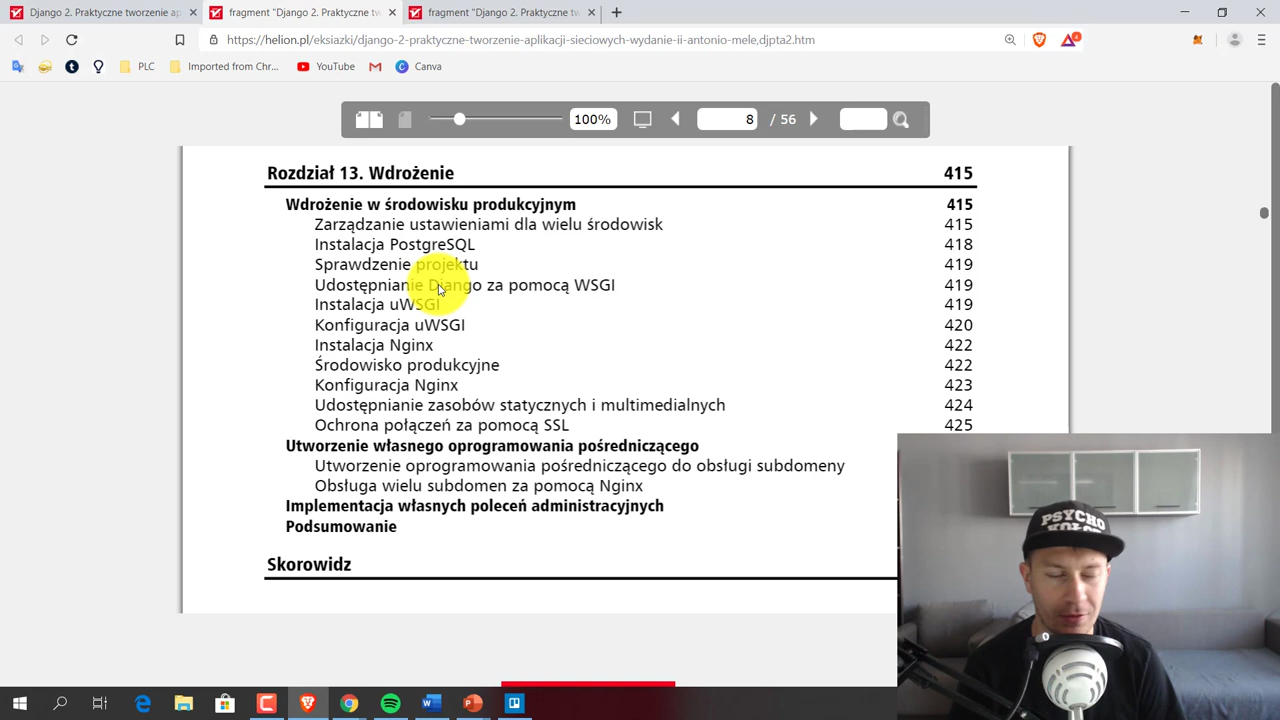 Django 2. Praktyczne tworzenie ap
fragment "Django 2. Praktyczne tw
fragment "Django 2. Praktyczne tw
https://helion.pl/eksiazki/django-2-praktyczne-tworzenie-aplikacji-sieciowych-wydanie-ii-antonio-mele,djpta2.htm
PLC
Imported from Chr...
YouTube
Canva
100%
8 / 56
Rozdział 13. Wdrożenie 415
Wdrożenie w środowisku produkcyjnym 415
Zarządzanie ustawieniami dla wielu środowisk 415
Instalacja PostgreSQL 418
Sprawdzenie projektu 419
Udostępnianie Django za pomocą WSGI 419
Instalacja uWSGI 419
Konfiguracja uWSGI 420
Instalacja Nginx 422
Środowisko produkcyjne 422
Konfiguracja Nginx 423
Udostępnianie zasobów statycznych i multimedialnych 424
Ochrona połączeń za pomocą SSL 425
Utworzenie własnego oprogramowania pośredniczącego
Utworzenie oprogramowania pośredniczącego do obsługi subdomeny
Obsługa wielu subdomen za pomocą Nginx
Implementacja własnych poleceń administracyjnych
Podsumowanie
Skorowidz
PSYCHO